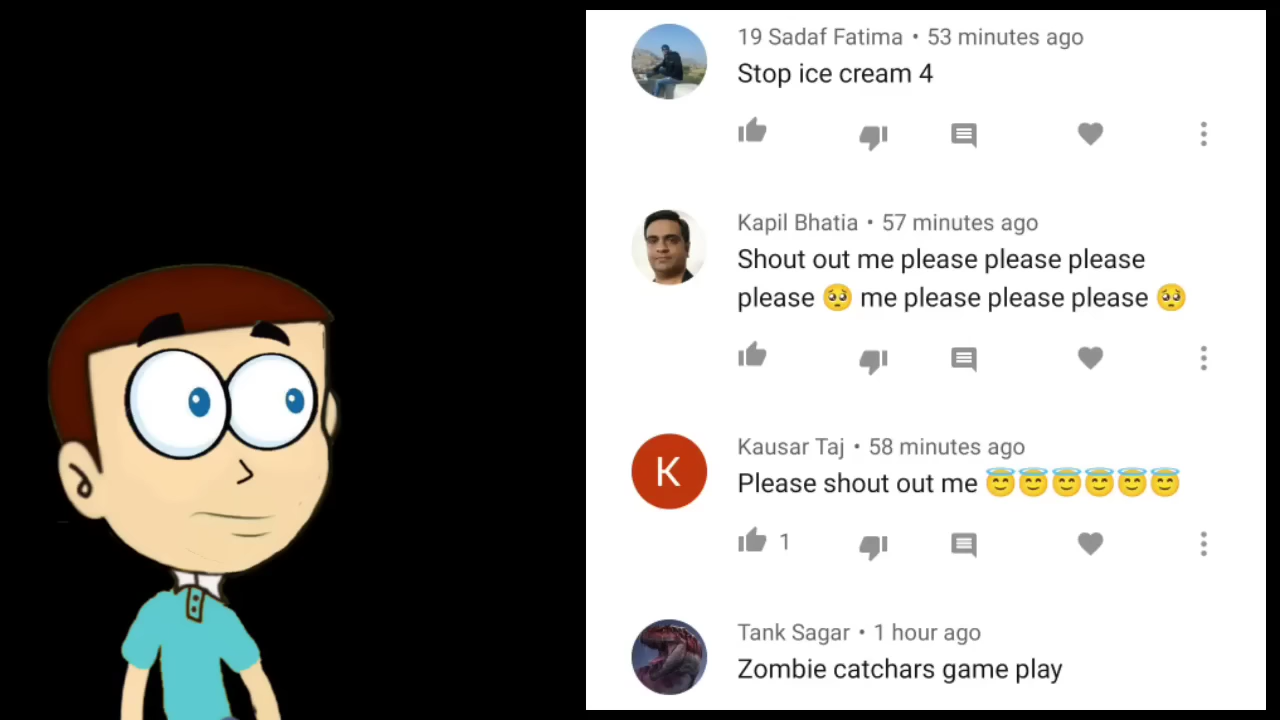 19 Sadaf Fatima • 53 minutes ago
Stop ice cream 4
Kapil Bhatia • 57 minutes ago
Shout out me please please please
please 🥺 me please please please 🥺
K
Kausar Taj • 58 minutes ago
Please shout out me 😇😇😇😇😇😇
1
Tank Sagar • 1 hour ago
Zombie catchars game play